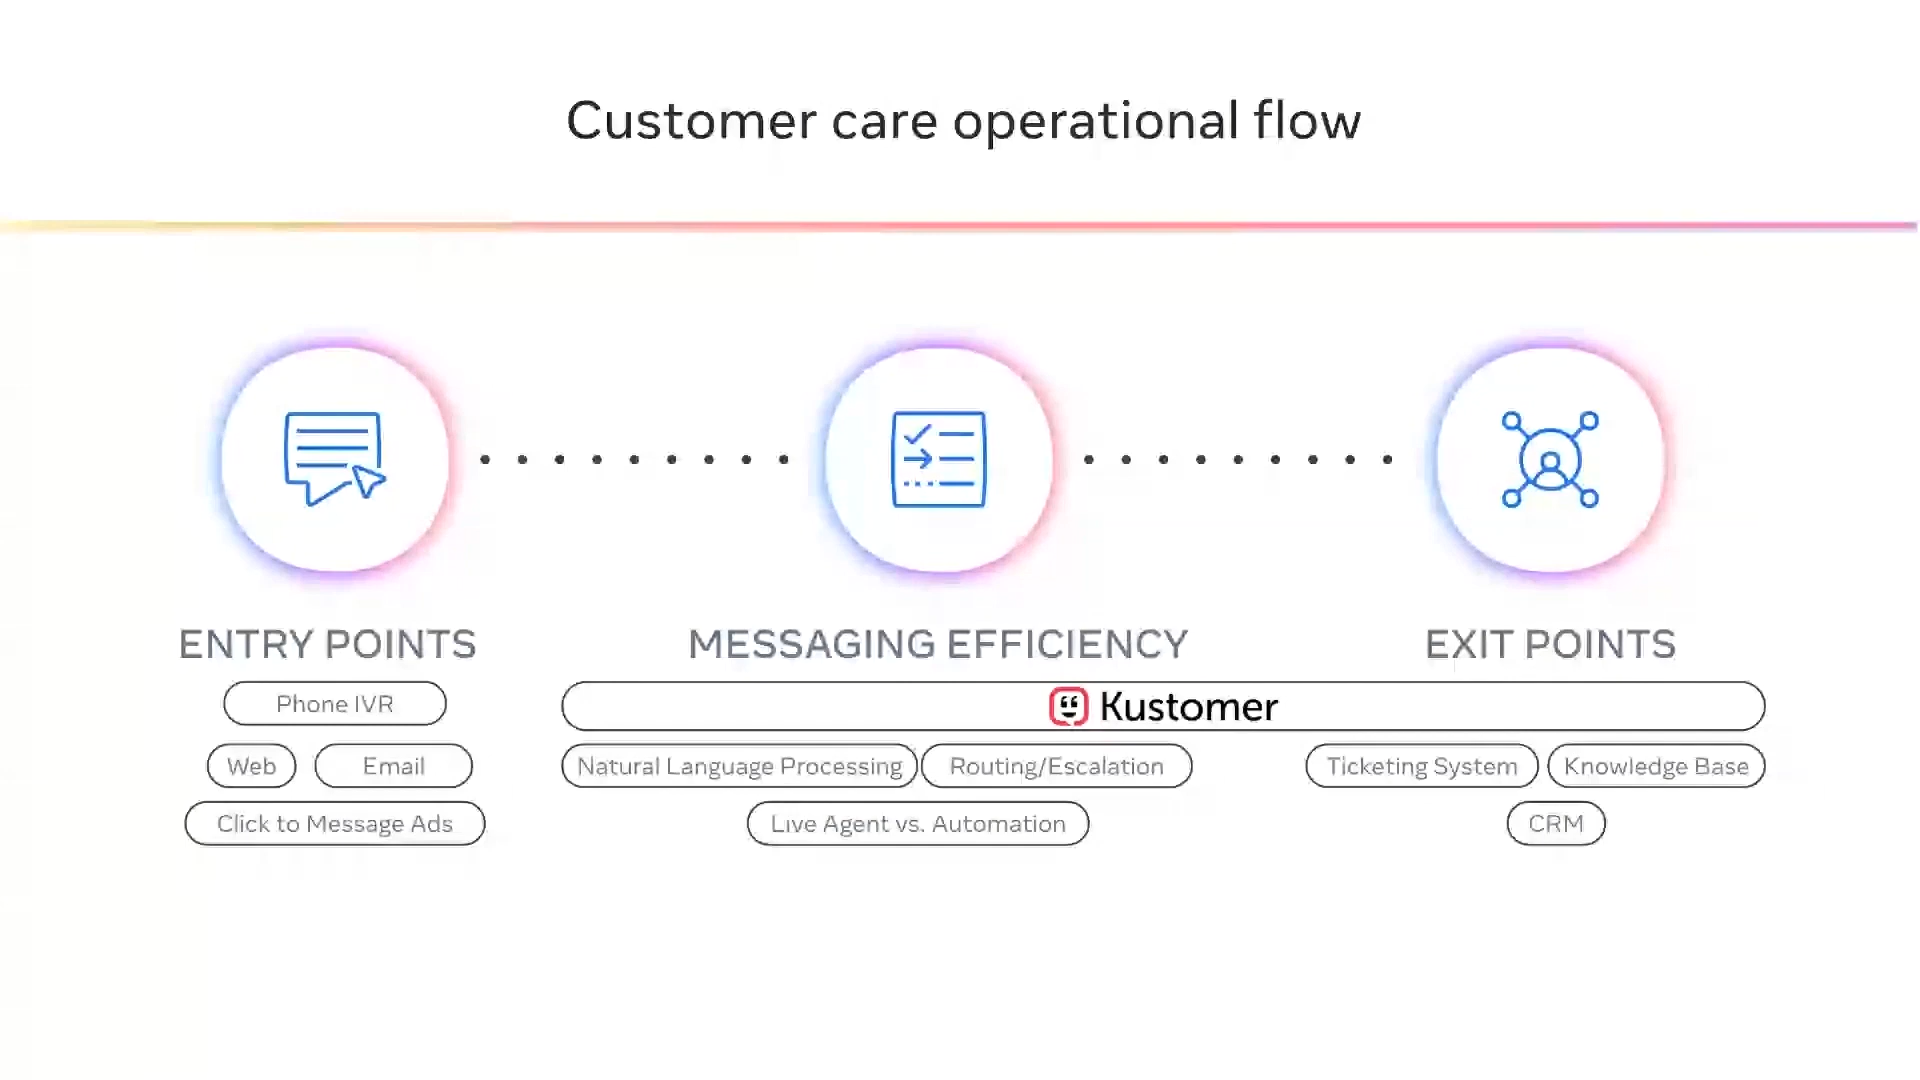 Customer care operational flow
ENTRY POINTS
Phone IVR
Web
Email
Click to Message Ads
MESSAGING EFFICIENCY
Kustomer
Natural Language Processing
Routing/Escalation
Live Agent vs. Automation
EXIT POINTS
Ticketing System
Knowledge Base
CRM